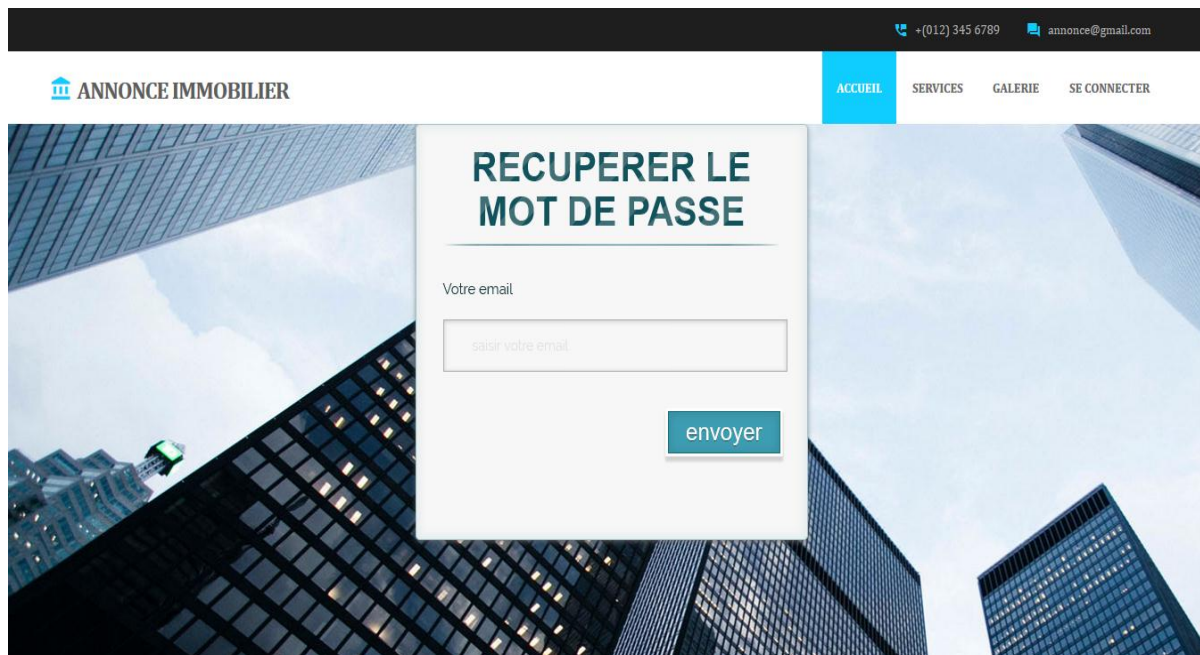 +(012) 345 6789 annonce@gmail.com
ANNONCE IMMOBILIER ACCUEIL SERVICES GALERIE SE CONNECTER
RECUPERER LE
MOT DE PASSE
Votre email
saisir votre email
envoyer